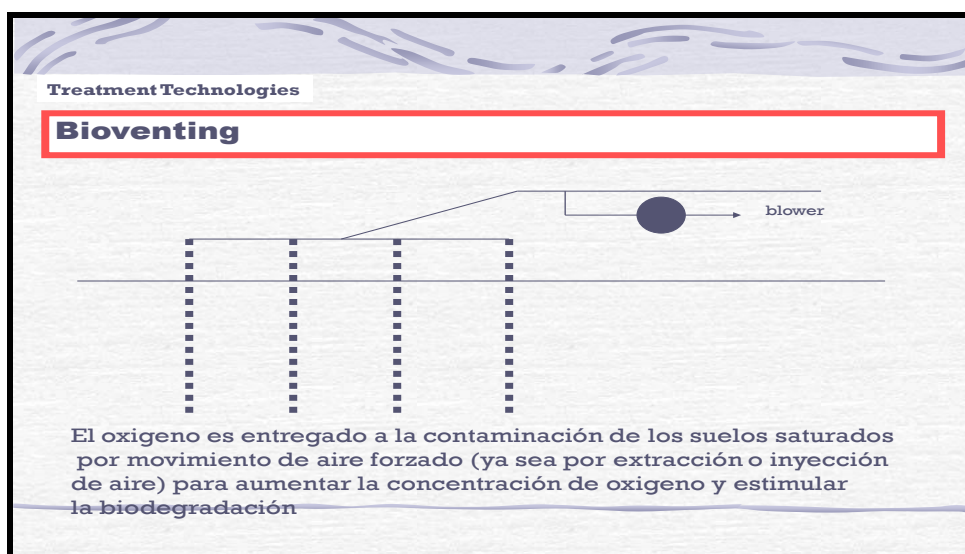 Treatment Technologies
Bioventing
blower
El oxigeno es entregado a la contaminación de los suelos saturados
por movimiento de aire forzado (ya sea por extracción o inyección
de aire) para aumentar la concentración de oxigeno y estimular
la biodegradación